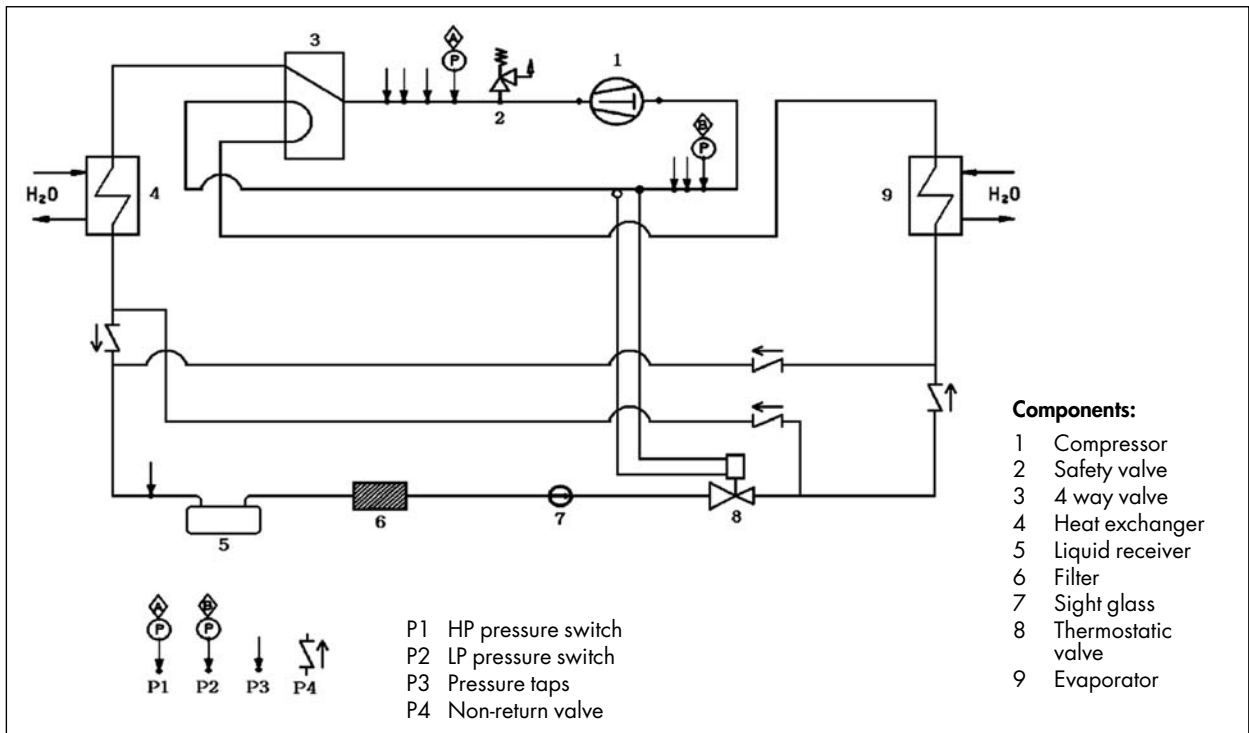 3
A
P
1
2
B
P
H₂O
4
9
H₂O
5
6
7
8
A
P
P1
B
P
P2
P3
P4
P1 HP pressure switch
P2 LP pressure switch
P3 Pressure taps
P4 Non-return valve
Components:
1 Compressor
2 Safety valve
3 4 way valve
4 Heat exchanger
5 Liquid receiver
6 Filter
7 Sight glass
8 Thermostatic
valve
9 Evaporator